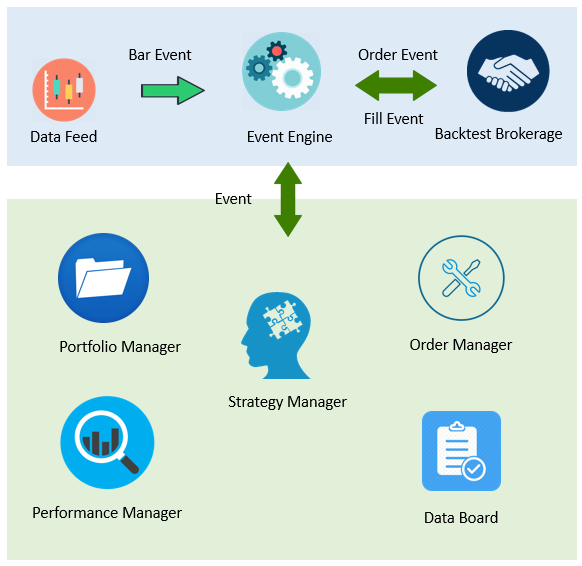 Bar Event
Order Event
Fill Event
Data Feed
Event Engine
Backtest Brokerage
Event
Portfolio Manager
Order Manager
Strategy Manager
Performance Manager
Data Board